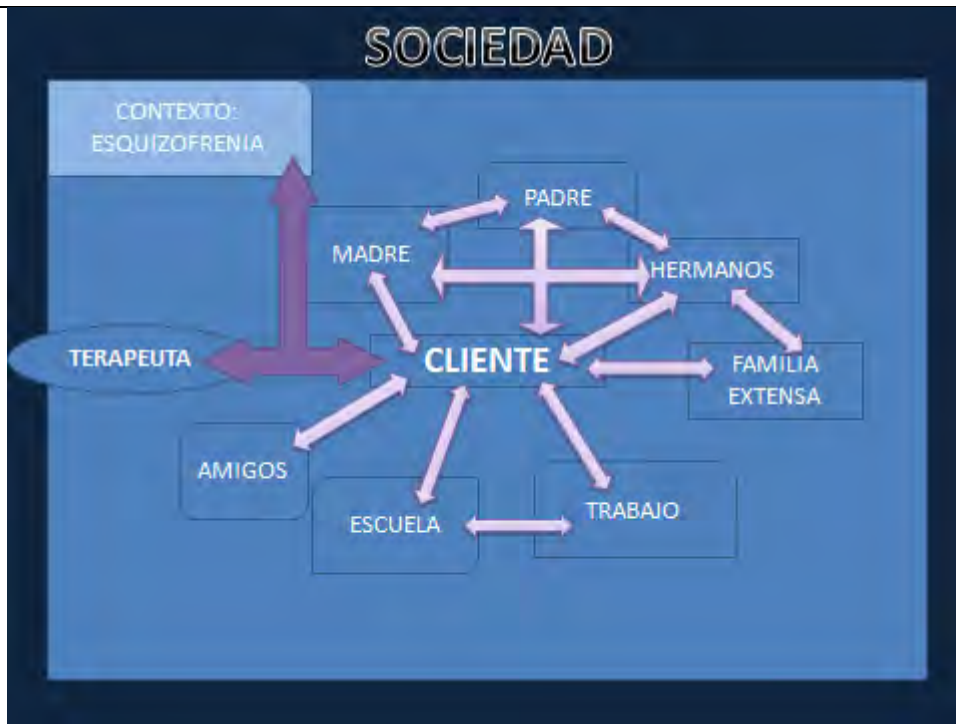 SOCIEDAD
CONTEXTO:
ESQUIZOFRENIA
PADRE
MADRE
HERMANOS
TERAPEUTA
CLIENTE
FAMILIA
EXTENSA
AMIGOS
ESCUELA
TRABAJO